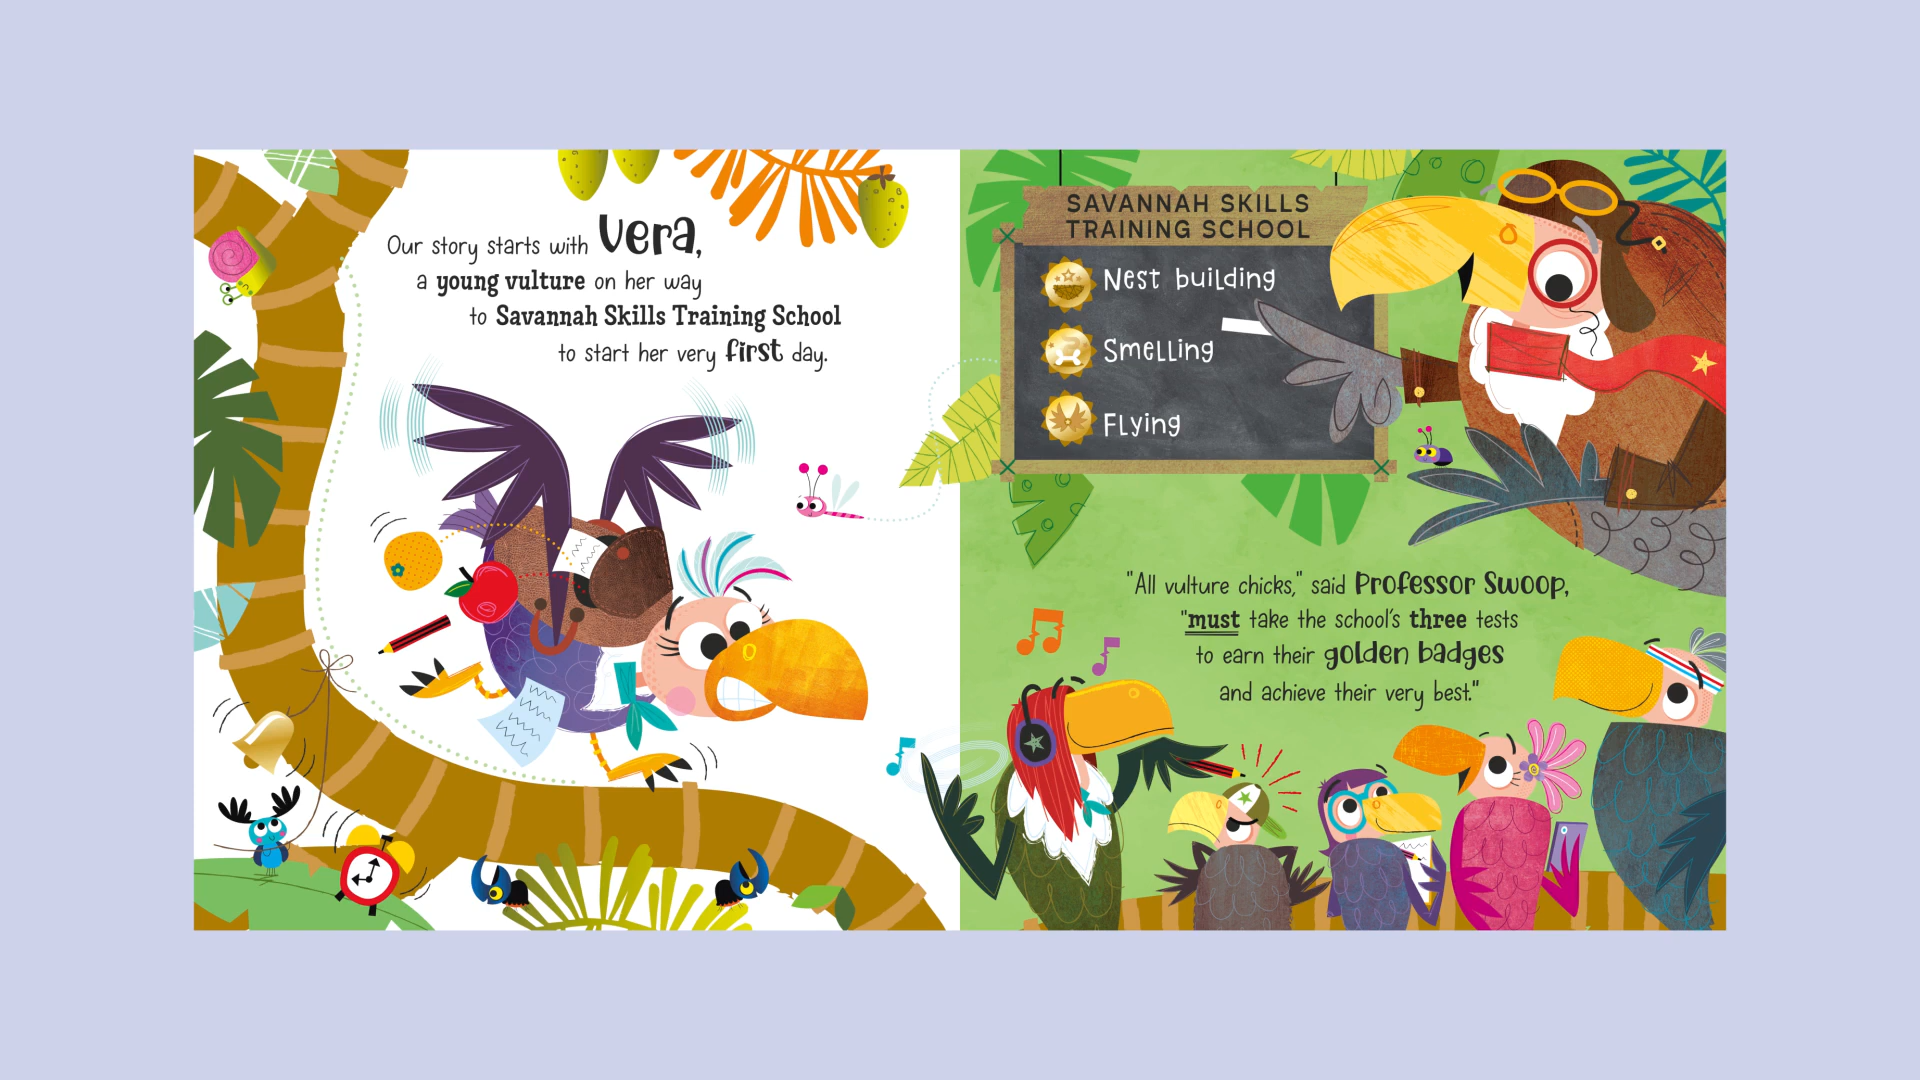 Our story starts with Vera,
a young vulture on her way
to Savannah Skills Training School
to start her very first day.
SAVANNAH SKILLS
TRAINING SCHOOL
Nest building
Smelling
Flying
"All vulture chicks," said Professor Swoop,
"must take the school's three tests
to earn their golden badges
and achieve their very best."